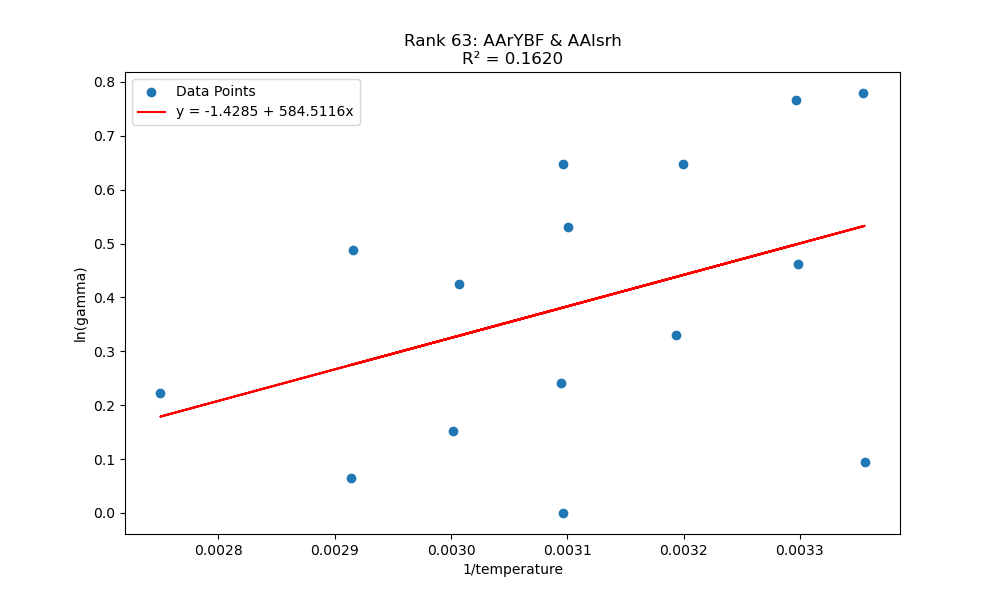 Rank 63: AArYBF & AAlsrh
R² = 0.1620
Data Points
y = -1.4285 + 584.5116x
ln(gamma)
0.8
0.7
0.6
0.5
0.4
0.3
0.2
0.1
0.0
0.0028 0.0029 0.0030 0.0031 0.0032 0.0033
1/temperature